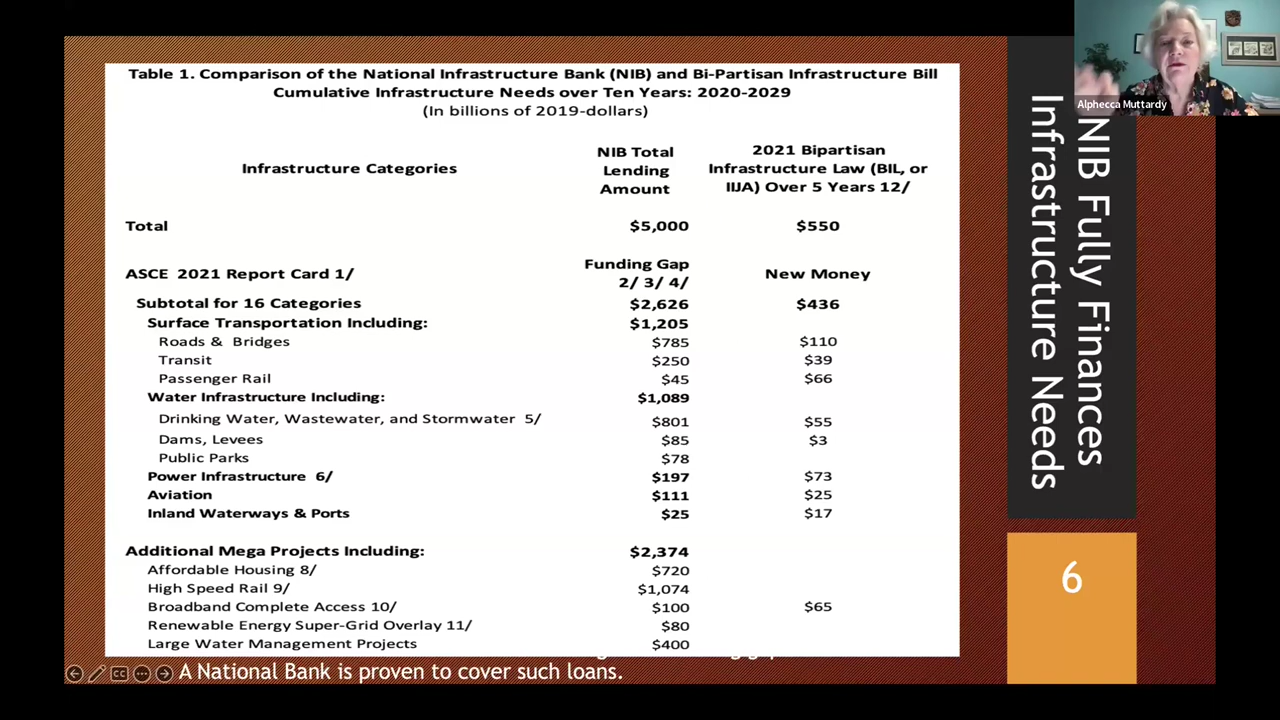 Table 1. Comparison of the National Infrastructure Bank (NIB) and Bi-Partisan Infrastructure Bill
Cumulative Infrastructure Needs over Ten Years: 2020-2029
(In billions of 2019-dollars)
Infrastructure Categories NIB Total Lending Amount 2021 Bipartisan Infrastructure Law (BIL, or IIJA) Over 5 Years 12/
Total $5,000 $550
ASCE 2021 Report Card 1/ Funding Gap 2/ 3/ 4/ New Money
Subtotal for 16 Categories $2,626 $436
Surface Transportation Including: $1,205
Roads & Bridges $785 $110
Transit $250 $39
Passenger Rail $45 $66
Water Infrastructure Including: $1,089
Drinking Water, Wastewater, and Stormwater 5/ $801 $55
Dams, Levees $85 $3
Public Parks $78
Power Infrastructure 6/ $197 $73
Aviation $111 $25
Inland Waterways & Ports $25 $17
Additional Mega Projects Including: $2,374
Affordable Housing 8/ $720
High Speed Rail 9/ $1,074
Broadband Complete Access 10/ $100 $65
Renewable Energy Super-Grid Overlay 11/ $80
Large Water Management Projects $400
A National Bank is proven to cover such loans.
CC
NIB Fully Finances
Infrastructure Needs
6
Alphecca Muttardy